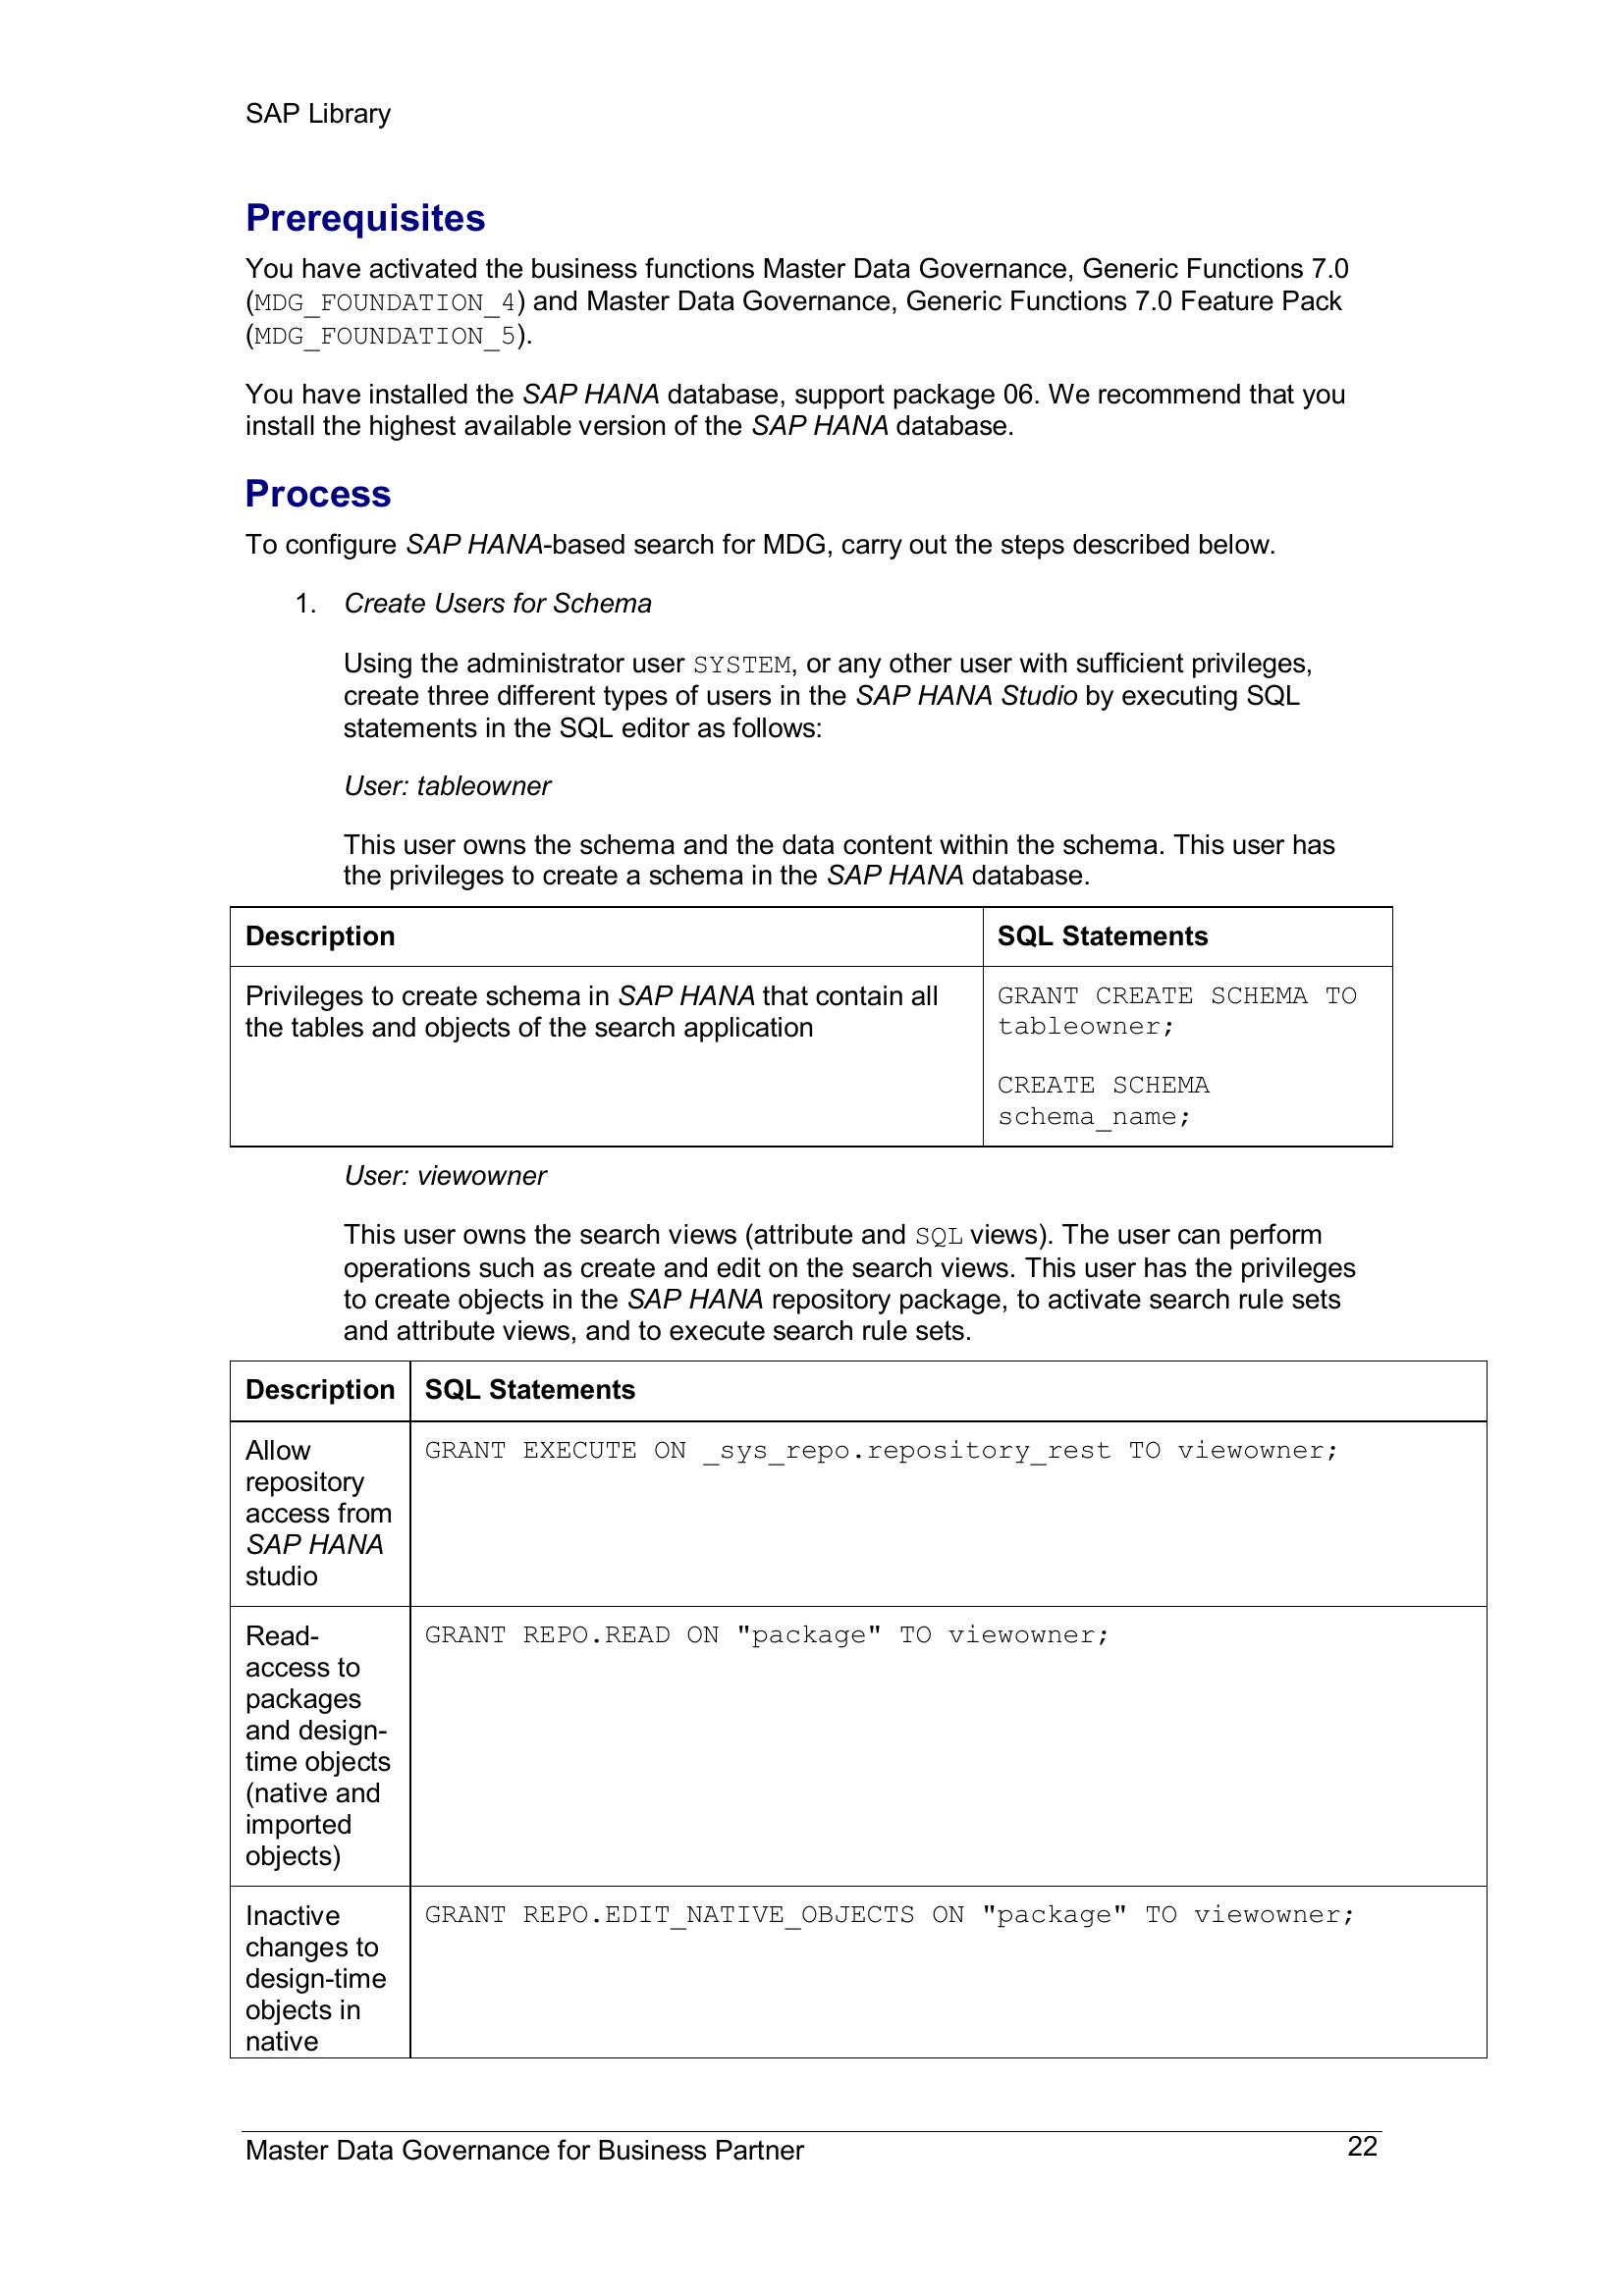 SAP Library
Prerequisites
You have activated the business functions Master Data Governance, Generic Functions 7.0
(MDG_FOUNDATION_4) and Master Data Governance, Generic Functions 7.0 Feature Pack
(MDG_FOUNDATION_5).
You have installed the SAP HANA database, support package 06. We recommend that you
install the highest available version of the SAP HANA database.
Process
To configure SAP HANA-based search for MDG, carry out the steps described below.
1. Create Users for Schema
Using the administrator user SYSTEM, or any other user with sufficient privileges,
create three different types of users in the SAP HANA Studio by executing SQL
statements in the SQL editor as follows:
User: tableowner
This user owns the schema and the data content within the schema. This user has
the privileges to create a schema in the SAP HANA database.
Description SQL Statements
Privileges to create schema in SAP HANA that contain all
the tables and objects of the search application
GRANT CREATE SCHEMA TO
tableowner;
CREATE SCHEMA
schema_name;
User: viewowner
This user owns the search views (attribute and SQL views). The user can perform
operations such as create and edit on the search views. This user has the privileges
to create objects in the SAP HANA repository package, to activate search rule sets
and attribute views, and to execute search rule sets.
Description SQL Statements
Allow
repository
access from
SAP HANA
studio
GRANT EXECUTE ON _sys_repo.repository_rest TO viewowner;
Read-
access to
packages
and design-
time objects
(native and
imported
objects)
GRANT REPO.READ ON "package" TO viewowner;
Inactive
changes to
design-time
objects in
native
GRANT REPO.EDIT_NATIVE_OBJECTS ON "package" TO viewowner;
Master Data Governance for Business Partner 22